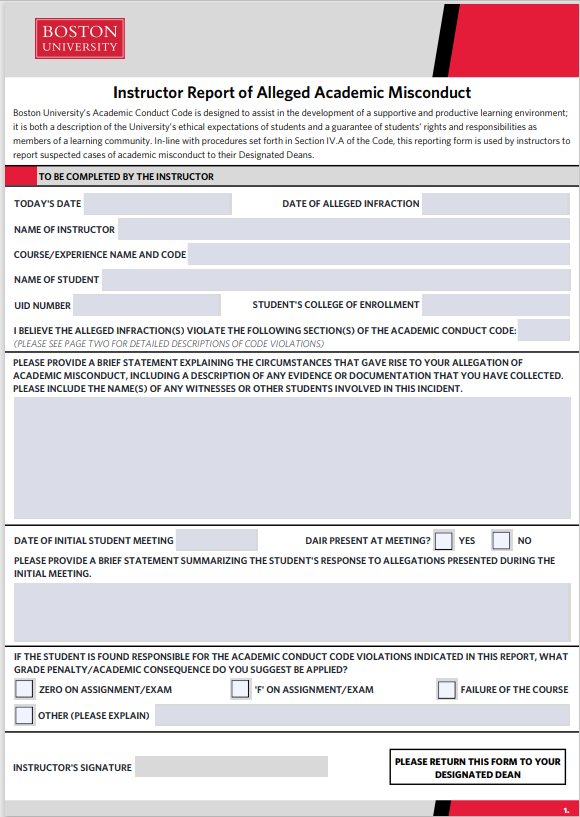 BOSTON
UNIVERSITY
Instructor Report of Alleged Academic Misconduct
Boston University's Academic Conduct Code is designed to assist in the development of a supportive and productive learning environment;
it is both a description of the University's ethical expectations of students and a guarantee of students' rights and responsibilities as
members of a learning community. In-line with procedures set forth in Section IV.A of the Code, this reporting form is used by instructors to
report suspected cases of academic misconduct to their Designated Deans.
TO BE COMPLETED BY THE INSTRUCTOR
TODAY'S DATE DATE OF ALLEGED INFRACTION
NAME OF INSTRUCTOR
COURSE/EXPERIENCE NAME AND CODE
NAME OF STUDENT
UID NUMBER STUDENT'S COLLEGE OF ENROLLMENT
I BELIEVE THE ALLEGED INFRACTION(S) VIOLATE THE FOLLOWING SECTION(S) OF THE ACADEMIC CONDUCT CODE:
(PLEASE SEE PAGE TWO FOR DETAILED DESCRIPTIONS OF CODE VIOLATIONS)
PLEASE PROVIDE A BRIEF STATEMENT EXPLAINING THE CIRCUMSTANCES THAT GAVE RISE TO YOUR ALLEGATION OF
ACADEMIC MISCONDUCT, INCLUDING A DESCRIPTION OF ANY EVIDENCE OR DOCUMENTATION THAT YOU HAVE COLLECTED.
PLEASE INCLUDE THE NAME(S) OF ANY WITNESSES OR OTHER STUDENTS INVOLVED IN THIS INCIDENT.
DATE OF INITIAL STUDENT MEETING DAIR PRESENT AT MEETING? YES NO
PLEASE PROVIDE A BRIEF STATEMENT SUMMARIZING THE STUDENT'S RESPONSE TO ALLEGATIONS PRESENTED DURING THE
INITIAL MEETING.
IF THE STUDENT IS FOUND RESPONSIBLE FOR THE ACADEMIC CONDUCT CODE VIOLATIONS INDICATED IN THIS REPORT, WHAT
GRADE PENALTY/ACADEMIC CONSEQUENCE DO YOU SUGGEST BE APPLIED?
ZERO ON ASSIGNMENT/EXAM 'F' ON ASSIGNMENT/EXAM FAILURE OF THE COURSE
OTHER (PLEASE EXPLAIN)
INSTRUCTOR'S SIGNATURE
PLEASE RETURN THIS FORM TO YOUR
DESIGNATED DEAN
1.